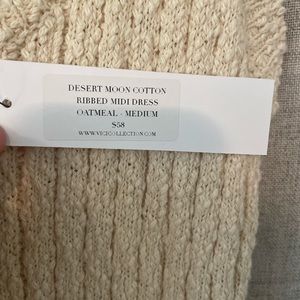 DESERT MOON COTTON
RIBBED MIDI DRESS
OATMEAL - MEDIUM
$58
WWW.VICICOLLECTION.COM